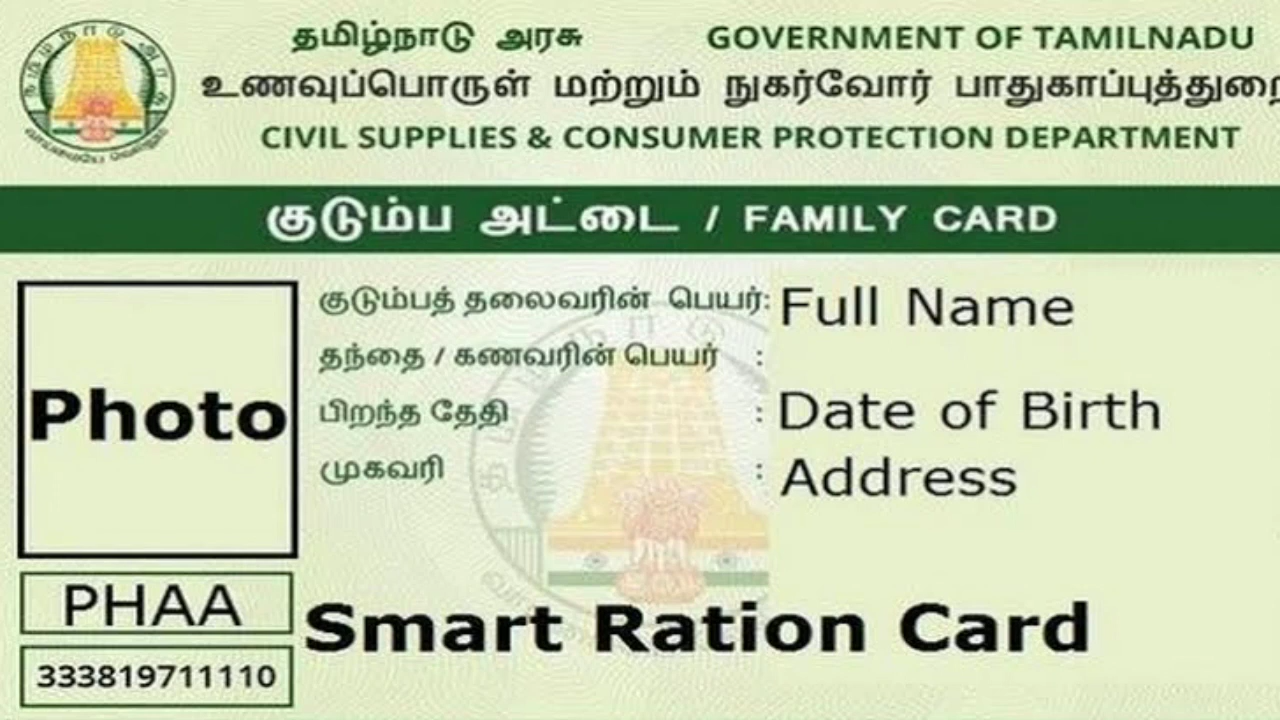 தமிழ்நாடு அரசு GOVERNMENT OF TAMILNADU
உணவுப்பொருள் மற்றும் நுகர்வோர் பாதுகாப்புத்துறை
CIVIL SUPPLIES & CONSUMER PROTECTION DEPARTMENT
குடும்ப அட்டை / FAMILY CARD
குடும்பத் தலைவரின் பெயர்: Full Name
தந்தை / கணவரின் பெயர் :
Photo
பிறந்த தேதி : Date of Birth
முகவரி : Address
PHAA
Smart Ration Card
333819711110